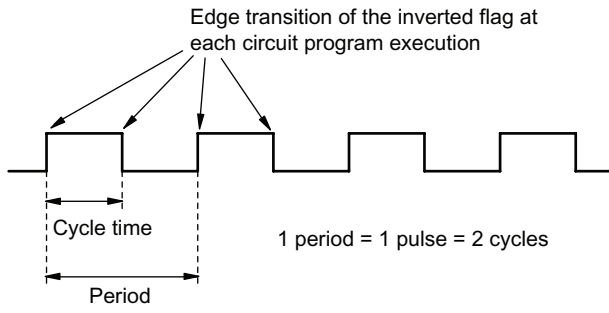 Edge transition of the inverted flag at
each circuit program execution
Cycle time
1 period = 1 pulse = 2 cycles
Period